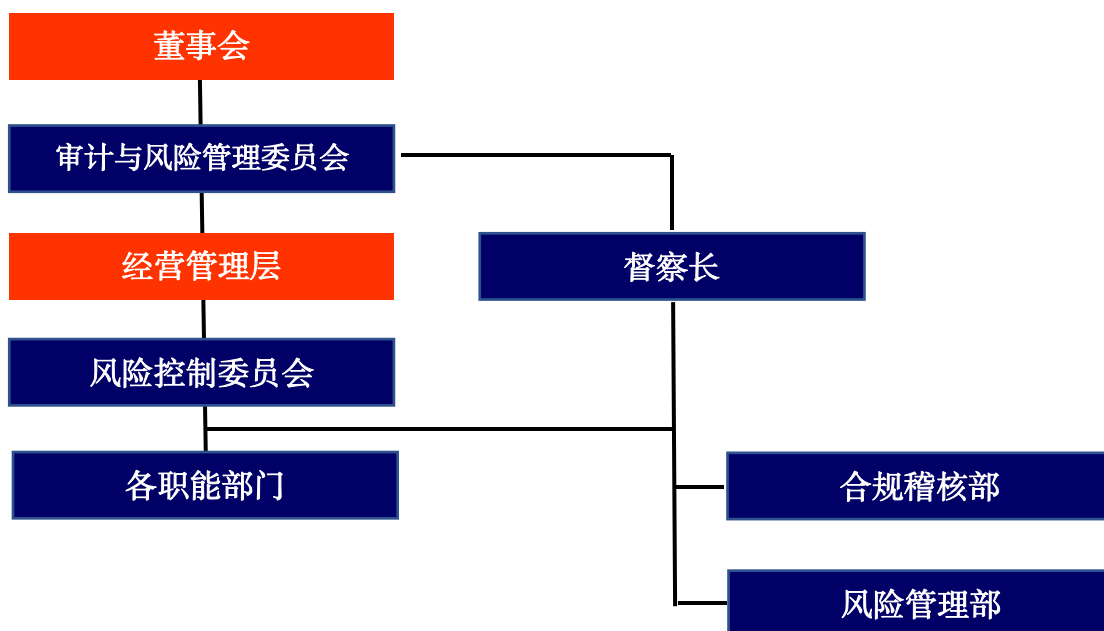 董事会
审计与风险管理委员会
经营管理层
督察长
风险控制委员会
各职能部门
合规稽核部
风险管理部